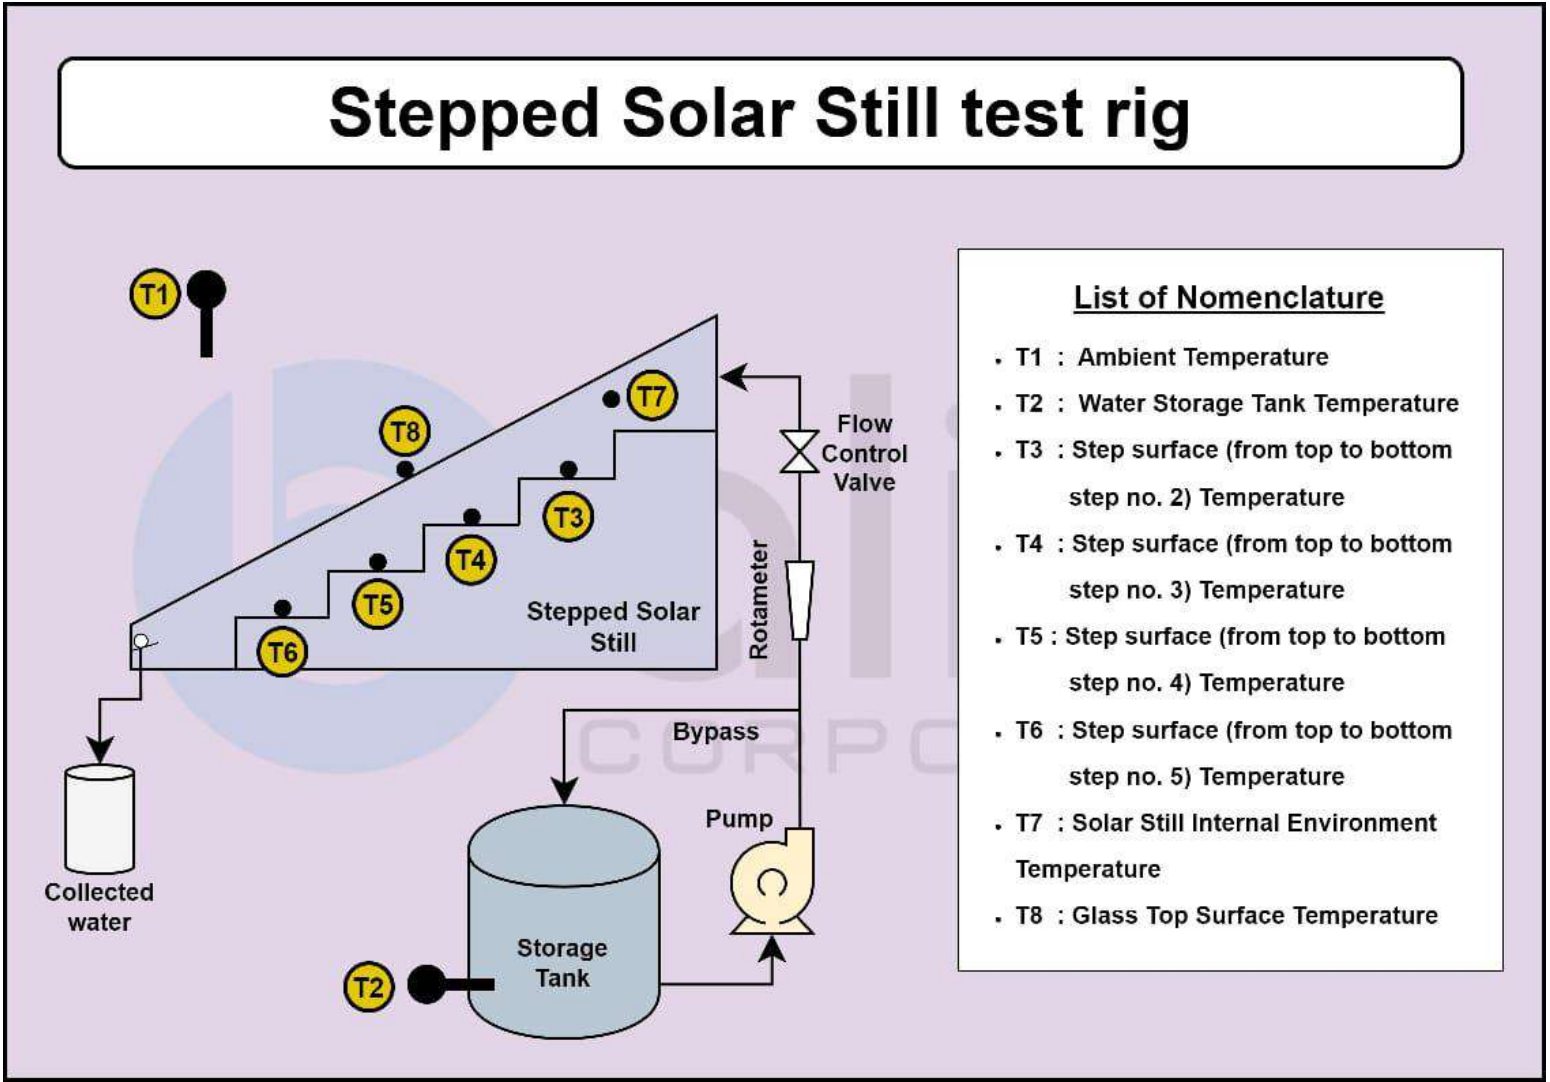 Stepped Solar Still test rig
T1
T7
T8
T3
T4
T5
T6
Stepped Solar
Still
Flow
Control
Valve
Rotameter
Bypass
Pump
Collected
water
Storage
Tank
T2
List of Nomenclature
• T1 : Ambient Temperature
• T2 : Water Storage Tank Temperature
• T3 : Step surface (from top to bottom
step no. 2) Temperature
• T4 : Step surface (from top to bottom
step no. 3) Temperature
• T5 : Step surface (from top to bottom
step no. 4) Temperature
• T6 : Step surface (from top to bottom
step no. 5) Temperature
• T7 : Solar Still Internal Environment
Temperature
• T8 : Glass Top Surface Temperature